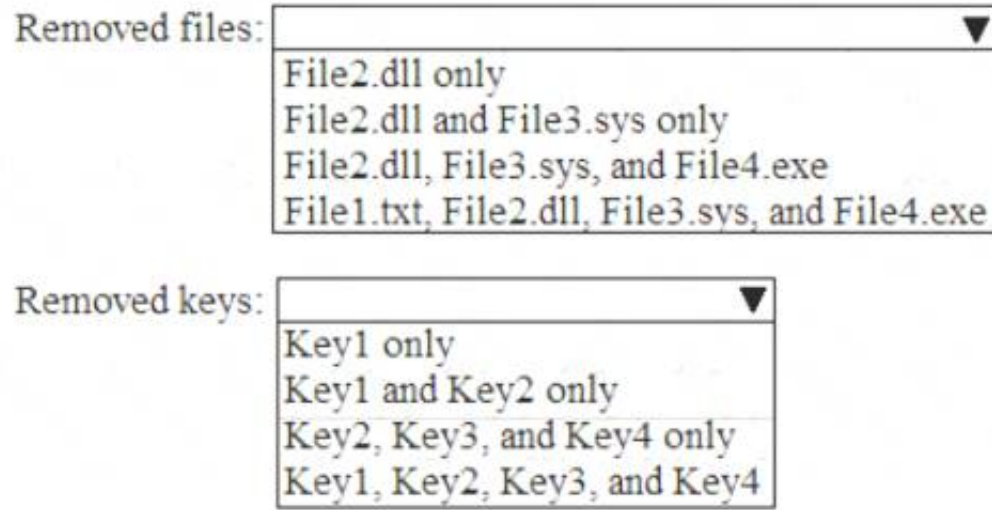 Removed files:
File2.dll only
File2.dll and File3.sys only
File2.dll, File3.sys, and File4.exe
File1.txt, File2.dll, File3.sys, and File4.exe
Removed keys:
Key1 only
Key1 and Key2 only
Key2, Key3, and Key4 only
Key1, Key2, Key3, and Key4